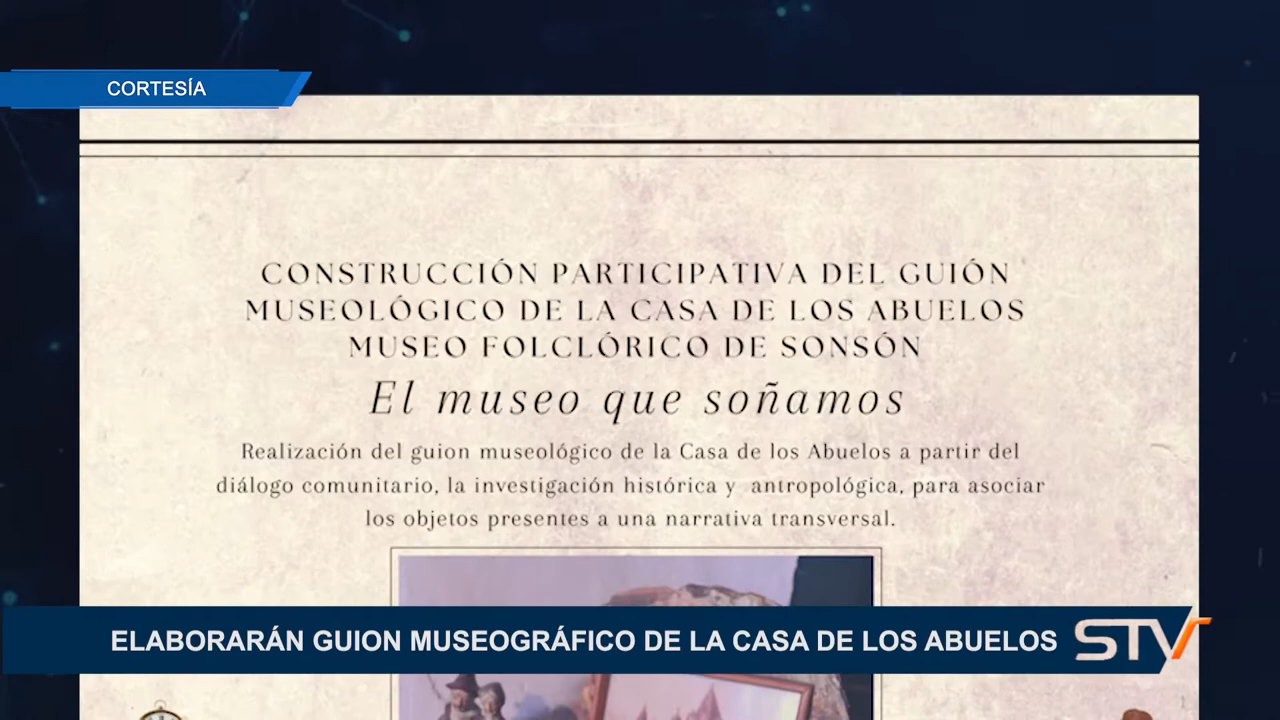 CORTESÍA
CONSTRUCCIÓN PARTICIPATIVA DEL GUIÓN
MUSEOLÓGICO DE LA CASA DE LOS ABUELOS
MUSEO FOLCLÓRICO DE SONSÓN
El museo que soñamos
Realización del guion museológico de la Casa de los Abuelos a partir del
diálogo comunitario, la investigación histórica y antropológica, para asociar
los objetos presentes a una narrativa transversal.
ELABORARÁN GUION MUSEOGRÁFICO DE LA CASA DE LOS ABUELOS
STV